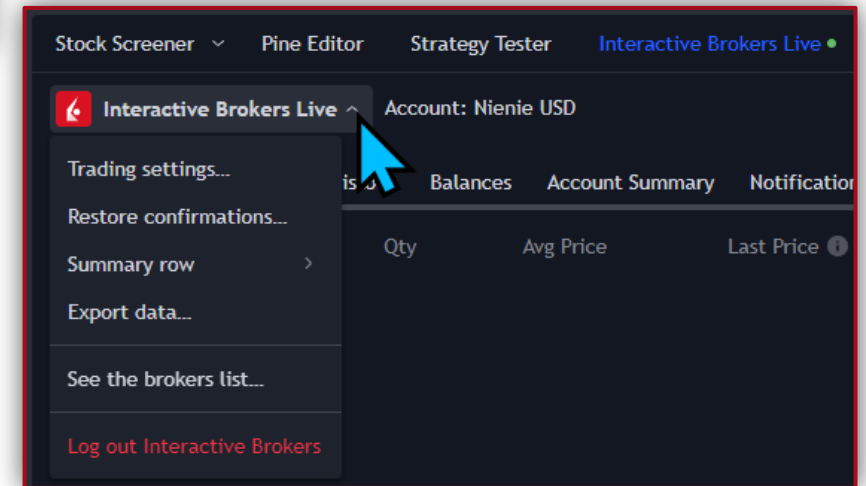 Stock Screener Pine Editor Strategy Tester Interactive Brokers Live
Interactive Brokers Live Account: Nienie USD
Trading settings...
Balances Account Summary
Restore confirmations...
Qty Avg Price Last Price
Summary row
Export data...
See the brokers list...
Log out Interactive Brokers